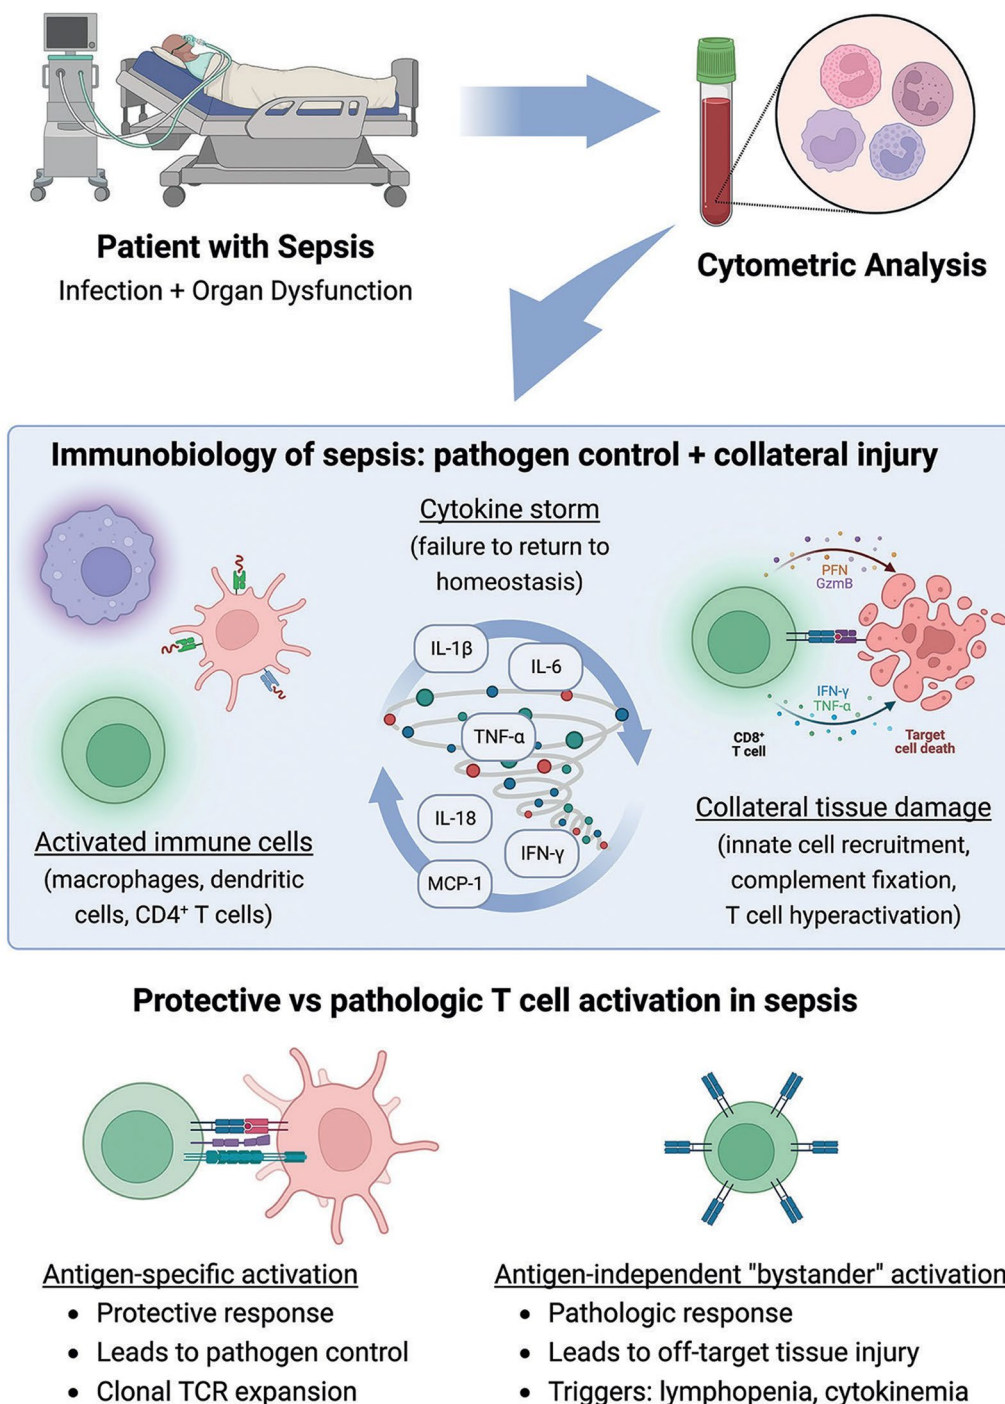 Patient with Sepsis
Infection + Organ Dysfunction
Cytometric Analysis
Immunobiology of sepsis: pathogen control + collateral injury
Cytokine storm
(failure to return to
homeostasis)
IL-1β
IL-6
TNF-α
IL-18
IFN-γ
MCP-1
Activated immune cells
(macrophages, dendritic
cells, CD4⁺ T cells)
PFN
GzmB
IFN-γ
TNF-α
CD8⁺
T cell
Target
cell death
Collateral tissue damage
(innate cell recruitment,
complement fixation,
T cell hyperactivation)
Protective vs pathologic T cell activation in sepsis
Antigen-specific activation
• Protective response
• Leads to pathogen control
• Clonal TCR expansion
Antigen-independent "bystander" activation
• Pathologic response
• Leads to off-target tissue injury
• Triggers: lymphopenia, cytokinemia